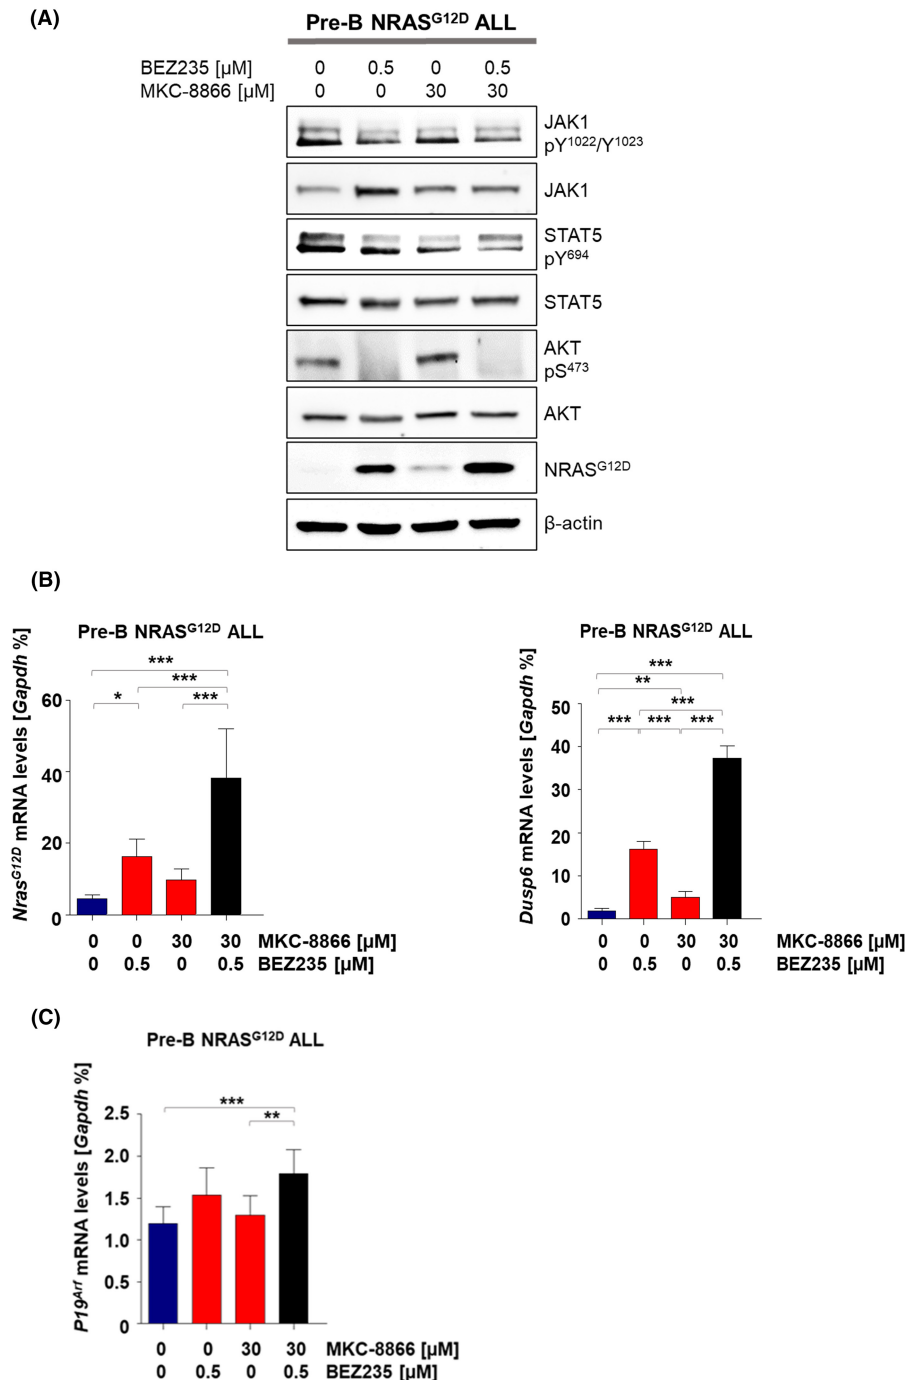 (A)
Pre-B NRASG12D ALL
BEZ235 [µM] 0 0.5 0 0.5
MKC-8866 [µM] 0 0 30 30
JAK1
pY1022/Y1023
JAK1
STAT5
pY694
STAT5
AKT
pS473
AKT
NRASG12D
β-actin
(B)
Pre-B NRASG12D ALL
NrasG12D mRNA levels [Gapdh %]
***
***
* ***
60
40
20
0
0 0 30 30 MKC-8866 [µM]
0 0.5 0 0.5 BEZ235 [µM]
Pre-B NRASG12D ALL
Dusp6 mRNA levels [Gapdh %]
***
**
***
*** *** ***
50
40
30
20
10
0
0 0 30 30 MKC-8866 [µM]
0 0.5 0 0.5 BEZ235 [µM]
(C)
Pre-B NRASG12D ALL
P19Arf mRNA levels [Gapdh %]
***
**
2.5
2.0
1.5
1.0
0.5
0
0 0 30 30 MKC-8866 [µM]
0 0.5 0 0.5 BEZ235 [µM]